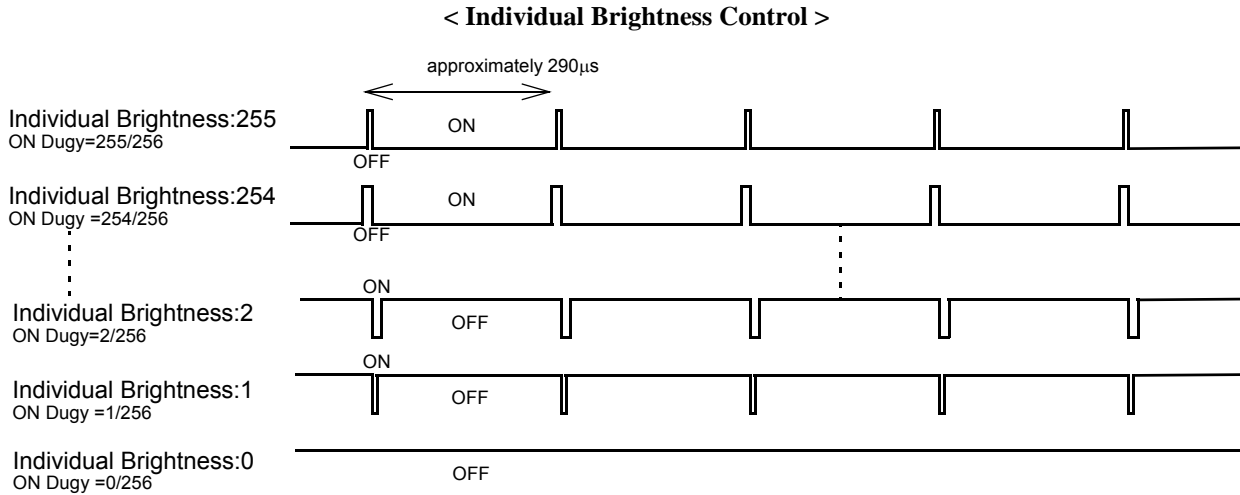 < Individual Brightness Control >
approximately 290μs
Individual Brightness:255
ON Dugy=255/256
ON
OFF
Individual Brightness:254
ON Dugy =254/256
ON
OFF
ON
Individual Brightness:2
ON Dugy=2/256
OFF
ON
Individual Brightness:1
ON Dugy =1/256
OFF
Individual Brightness:0
ON Dugy =0/256
OFF